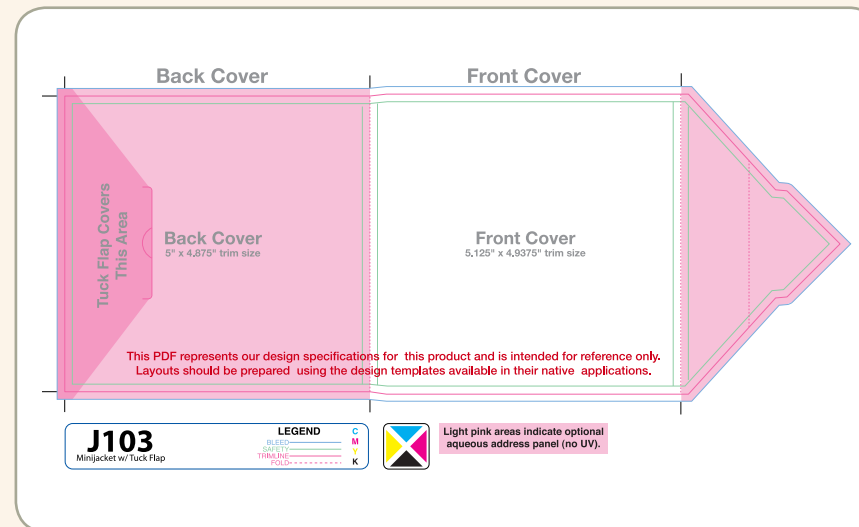 Back Cover
Front Cover
Tuck Flap Covers
This Area
Back Cover
5" x 4.875" trim size
Front Cover
5.125" x 4.9375" trim size
This PDF represents our design specifications for this product and is intended for reference only.
Layouts should be prepared using the design templates available in their native applications.
J103
Minijacket w/ Tuck Flap
LEGEND
BLEED
SAFETY
TRIMLINE
FOLD
C
M
Y
K
Light pink areas indicate optional
aqueous address panel (no UV).